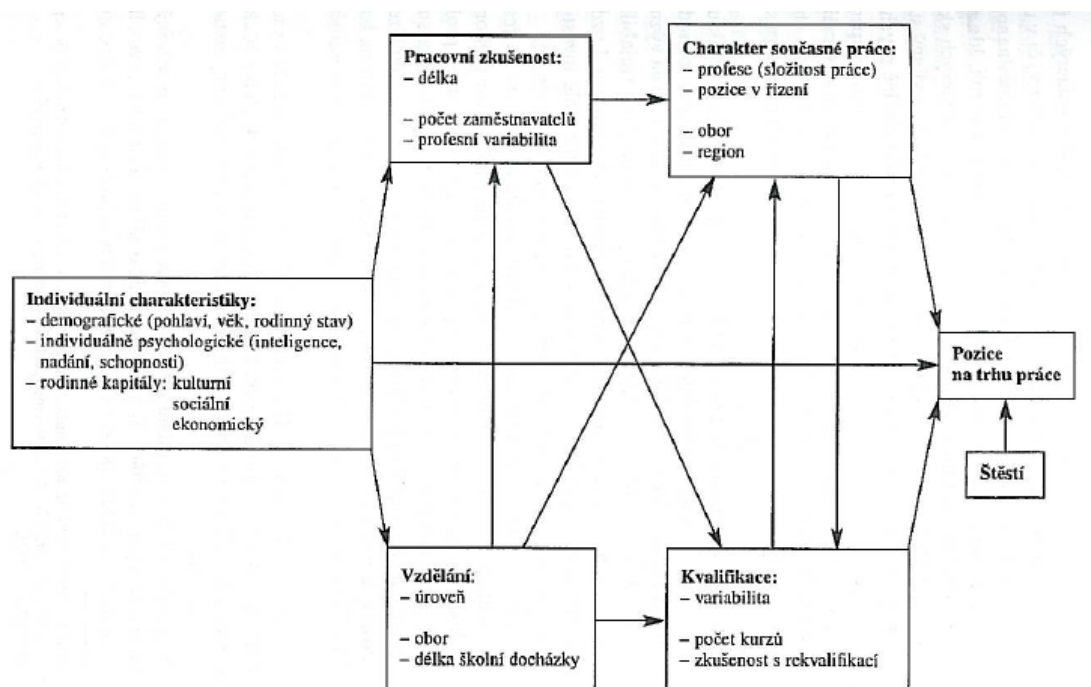 Pracovní zkušenost:
– délka
– počet zaměstnavatelů
– profesní variabilita
Charakter současné práce:
– profese (složitost práce)
– pozice v řízení
– obor
– region
Individuální charakteristiky:
– demografické (pohlaví, věk, rodinný stav)
– individuálně psychologické (inteligence,
nadání, schopnosti)
– rodinné kapitály: kulturní
sociální
ekonomický
Pozice
na trhu práce
Štěstí
Vzdělání:
– úroveň
– obor
– délka školní docházky
Kvalifikace:
– variabilita
– počet kurzů
– zkušenost s rekvalifikací